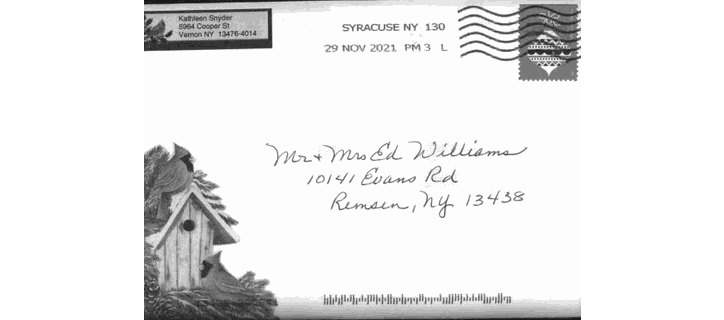 Kathleen Snyder
5964 Cooper St
Vernon NY 13476-4014
SYRACUSE NY 130
29 NOV 2021 PM 3 L
Mr + Mrs Ed Williams
10141 Evans Rd
Remsen, NY 13438